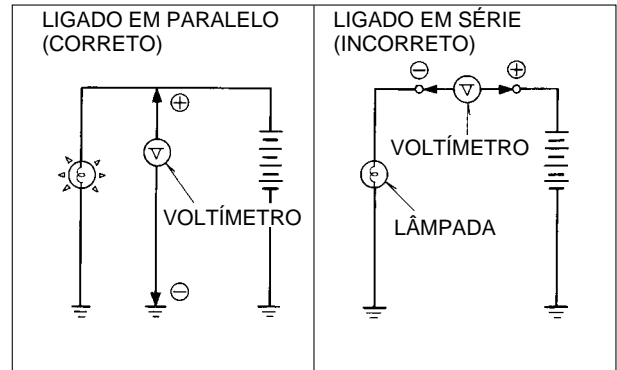 LIGADO EM PARALELO
(CORRETO)
⊕
V
VOLTÍMETRO
⊖
LIGADO EM SÉRIE
(INCORRETO)
⊖ V ⊕
VOLTÍMETRO
LÂMPADA